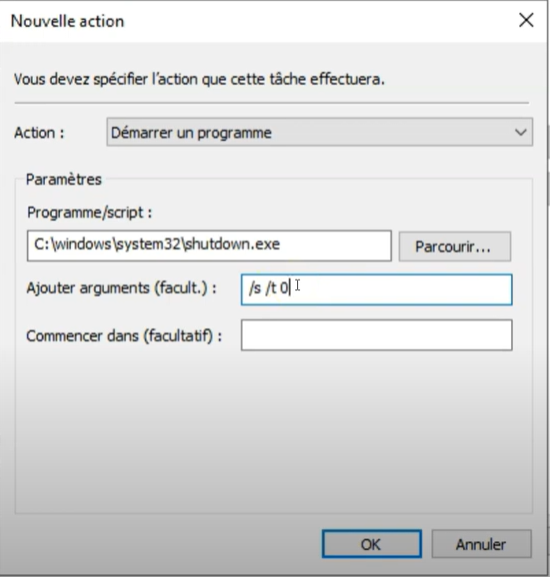 Nouvelle action
Vous devez spécifier l'action que cette tâche effectuera.
Action : Démarrer un programme
Paramètres
Programme/script :
C:\windows\system32\shutdown.exe Parcourir...
Ajouter arguments (facult.) : /s /t 0
Commencer dans (facultatif) :
OK Annuler